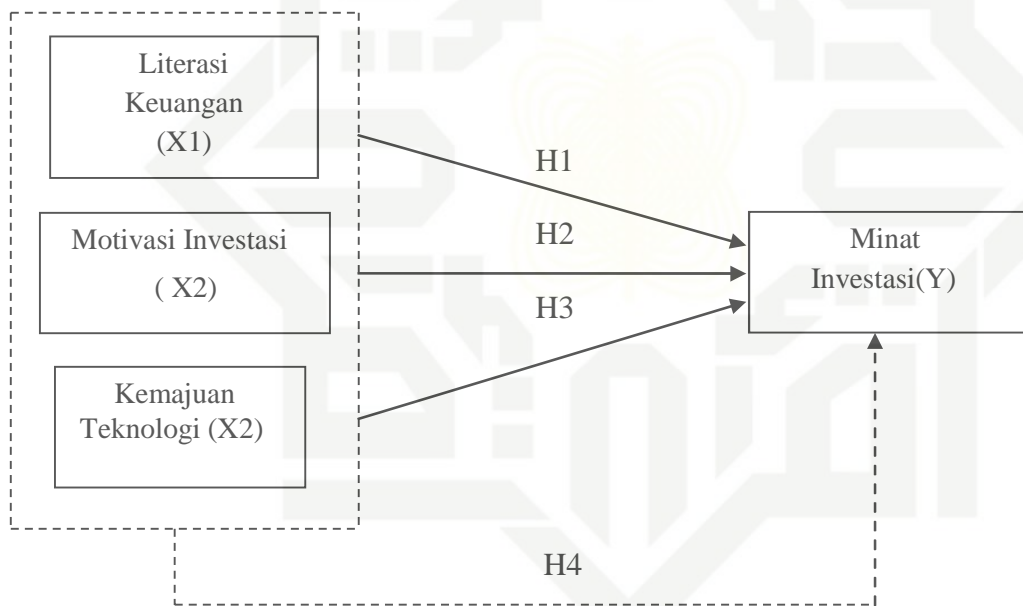 Literasi
Keuangan
(X1)
Motivasi Investasi
( X2)
Kemajuan
Teknologi (X2)
H1
H2
H3
Minat
Investasi(Y)
H4